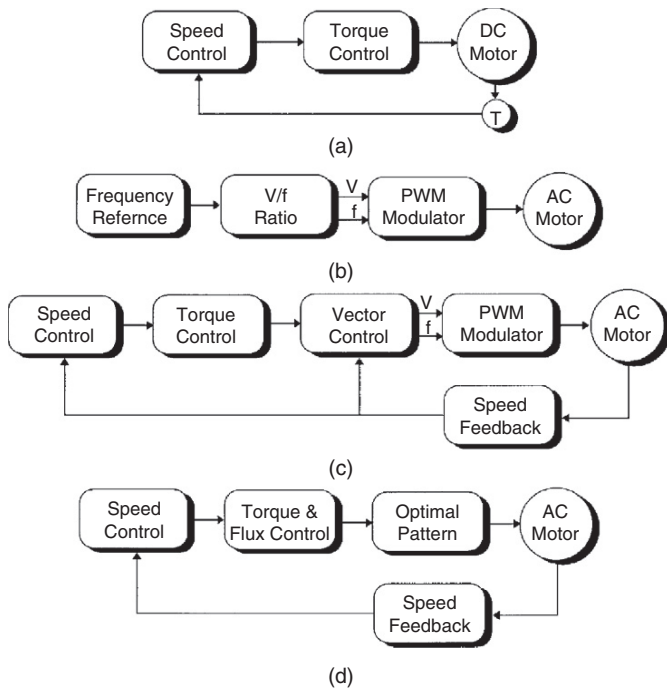 Speed
Control
Torque
Control
DC
Motor
T
(a)
Frequency
Refernce
V/f
Ratio
V
f
PWM
Modulator
AC
Motor
(b)
Speed
Control
Torque
Control
Vector
Control
V
f
PWM
Modulator
AC
Motor
Speed
Feedback
(c)
Speed
Control
Torque &
Flux Control
Optimal
Pattern
AC
Motor
Speed
Feedback
(d)